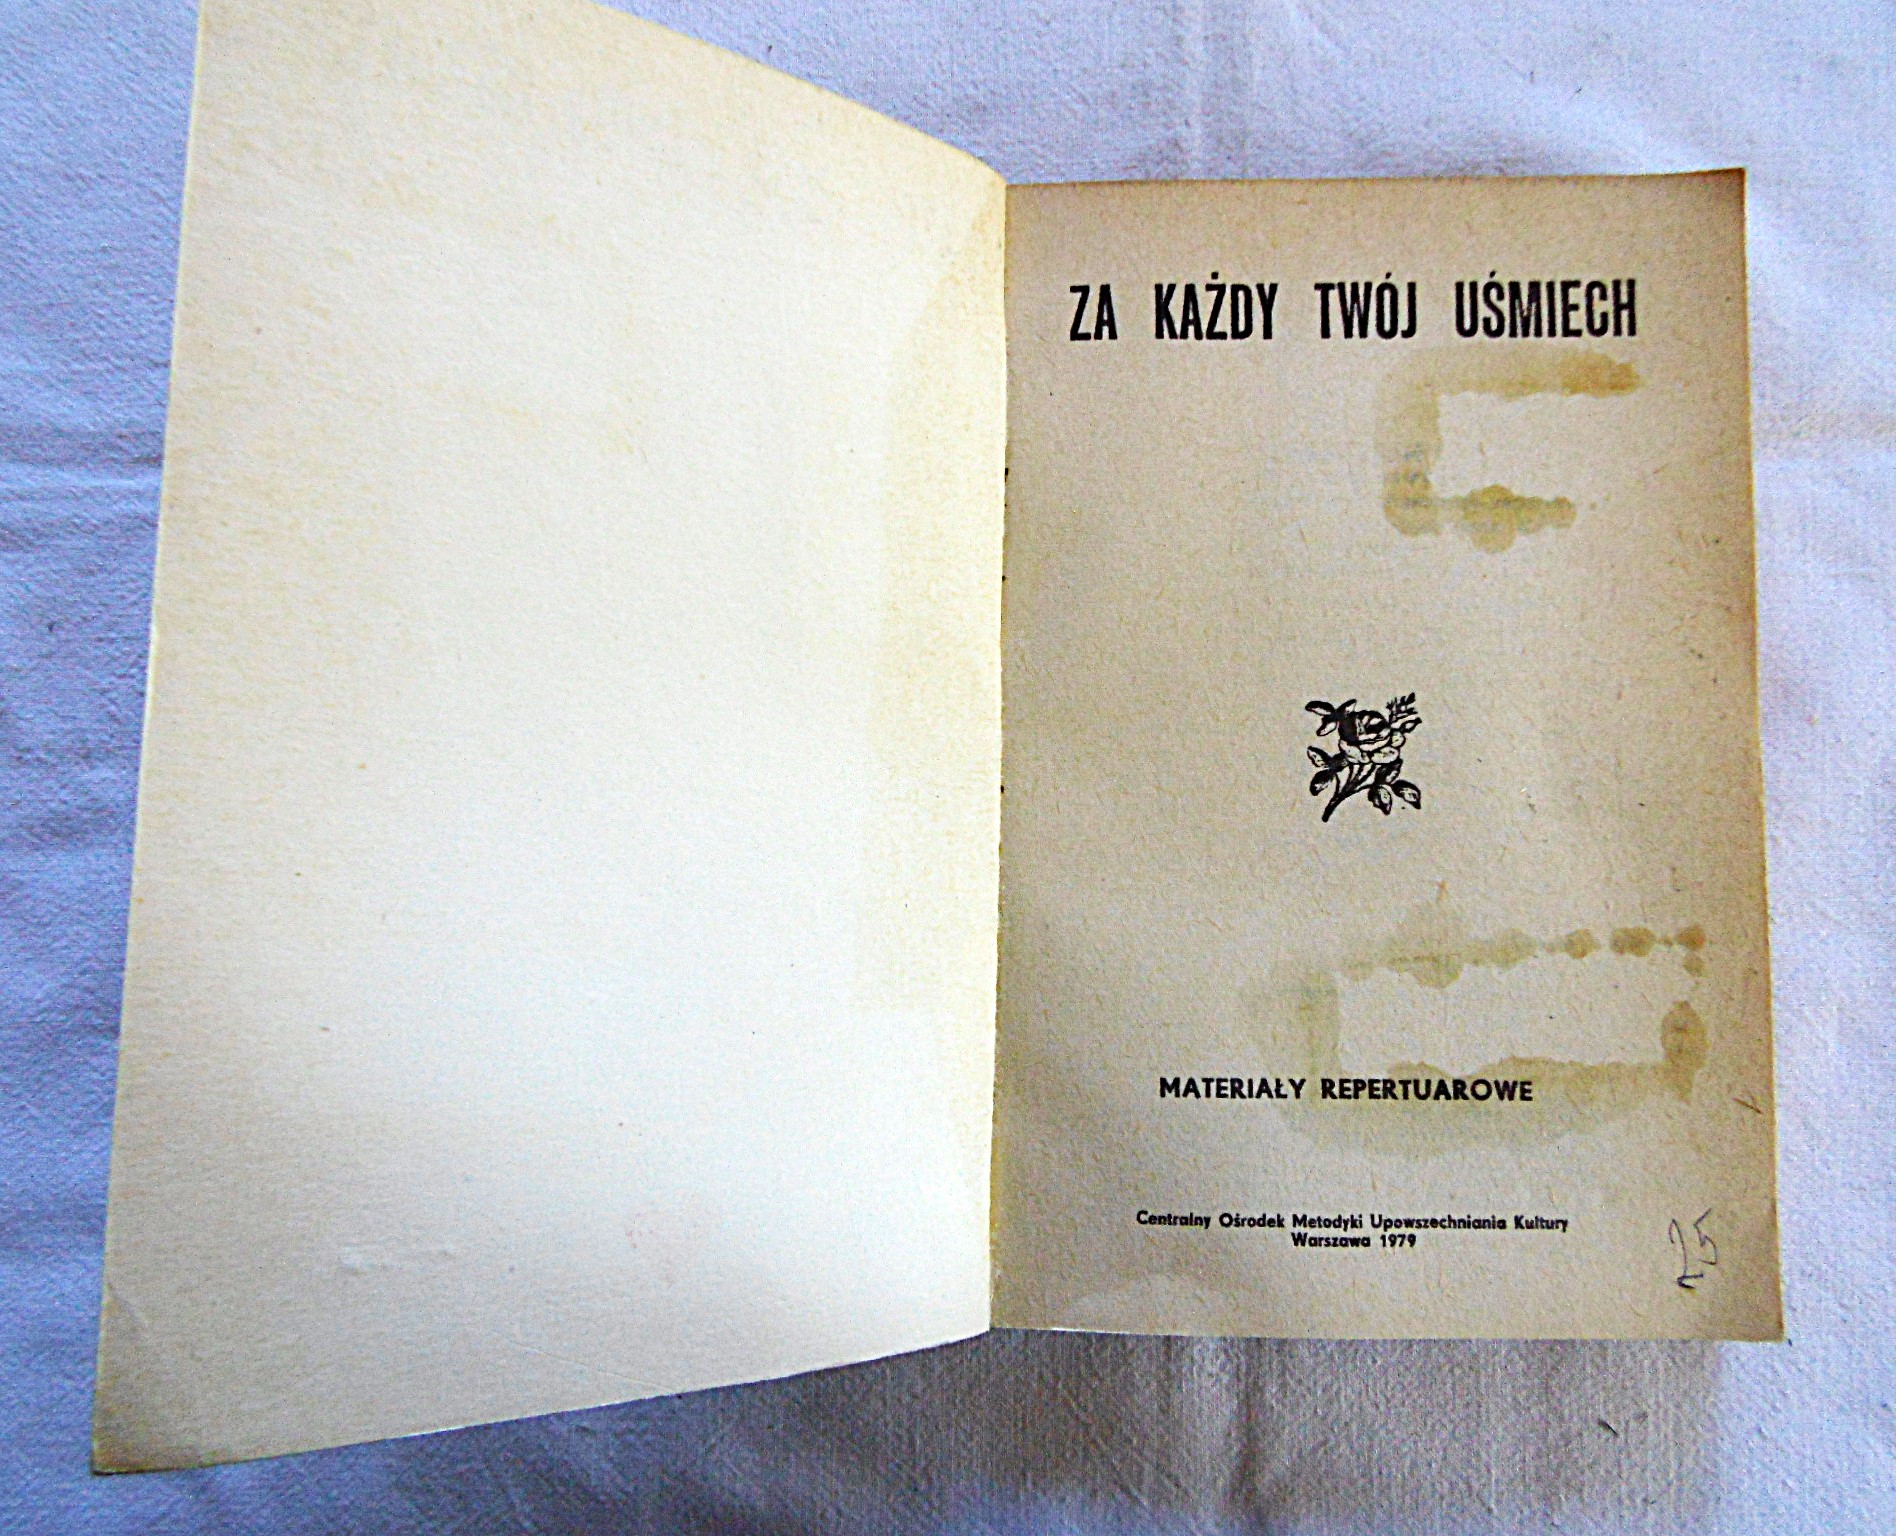 ZA KAŻDY TWÓJ UŚMIECH
MATERIAŁY REPERTUAROWE
Centralny Ośrodek Metodyki Upowszechniania Kultury
Warszawa 1979
25